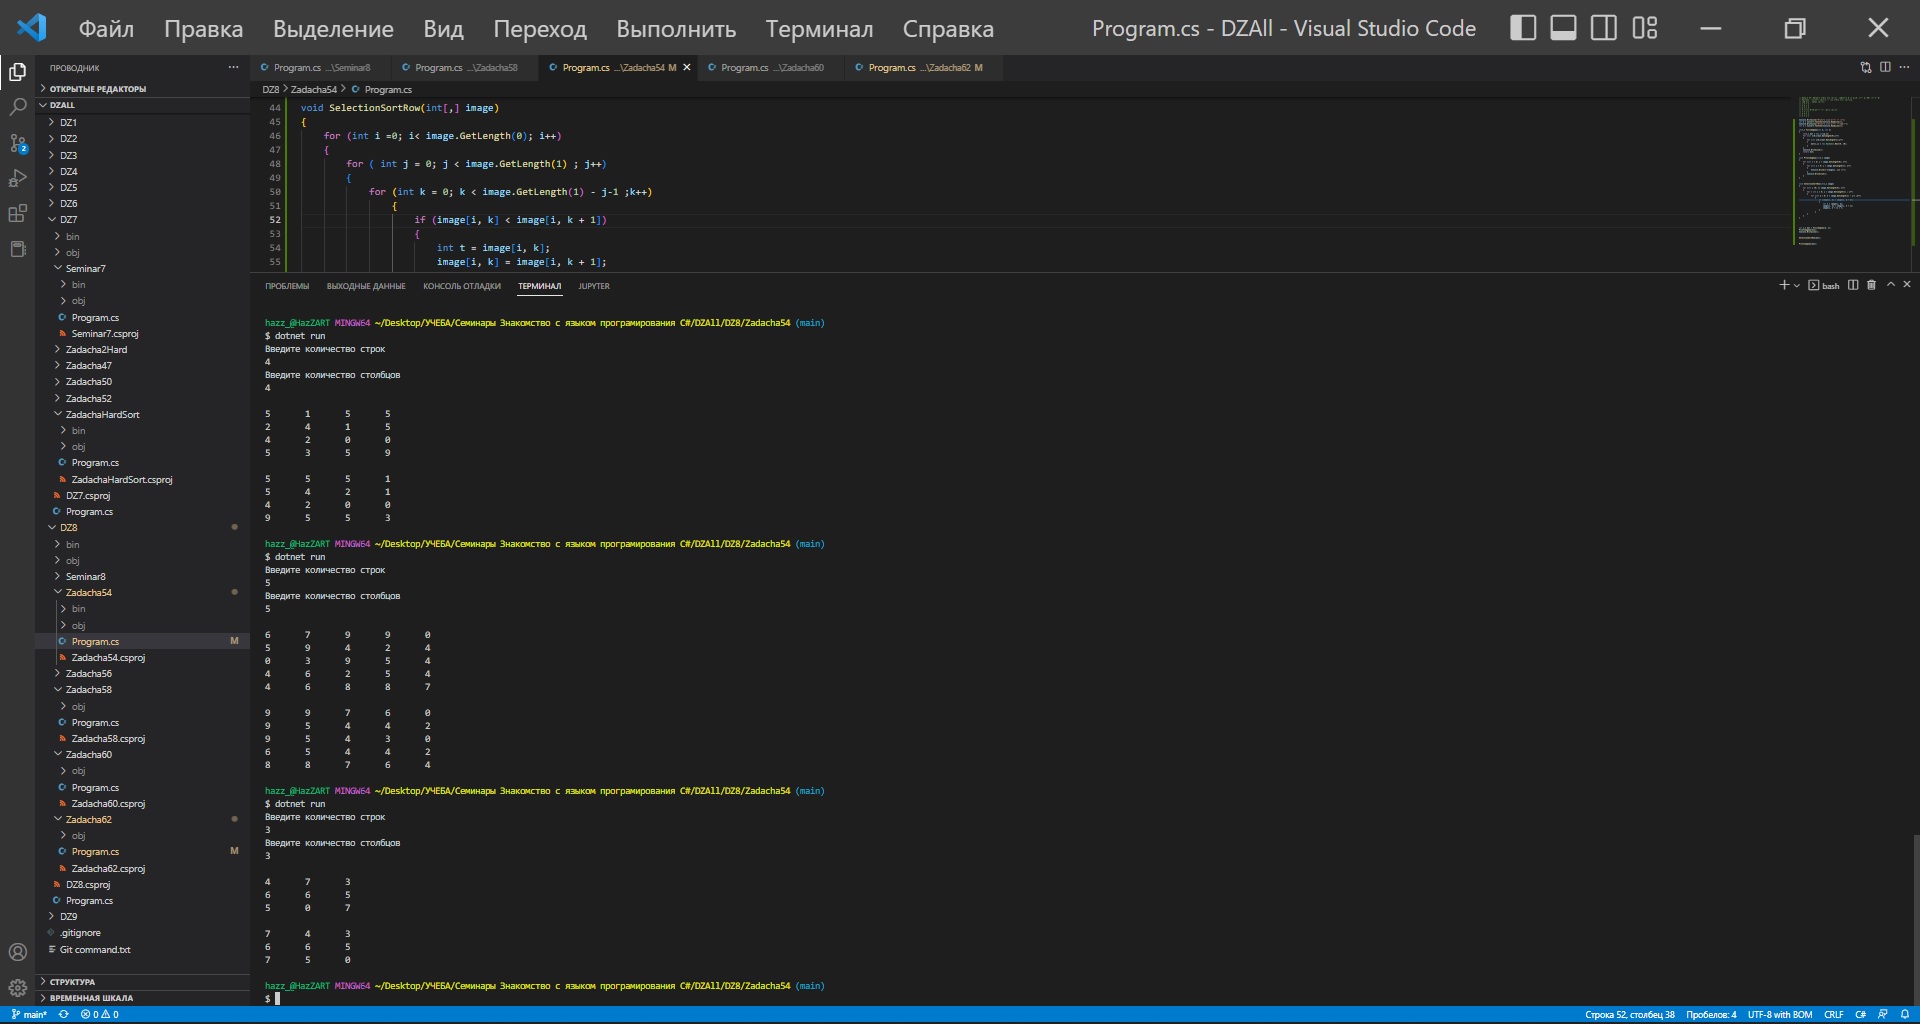 Файл Правка Выделение Вид Переход Выполнить Терминал Справка Program.cs - DZAll - Visual Studio Code
ПРОВОДНИК
ОТКРЫТЫЕ РЕДАКТОРЫ
DZALL
DZ1
DZ2
DZ3
DZ4
DZ5
DZ6
DZ7
bin
obj
Seminar7
bin
obj
Program.cs
Seminar7.csproj
Zadacha2Hard
Zadacha47
Zadacha50
Zadacha52
ZadachaHardSort
bin
obj
Program.cs
ZadachaHardSort.csproj
DZ7.csproj
Program.cs
DZ8
bin
obj
Seminar8
Zadacha54
bin
obj
Program.cs M
Zadacha54.csproj
Zadacha56
Zadacha58
obj
Program.cs
Zadacha58.csproj
Zadacha60
obj
Program.cs
Zadacha60.csproj
Zadacha62
obj
Program.cs M
Zadacha62.csproj
DZ8.csproj
Program.cs
DZ9
.gitignore
Git command.txt
СТРУКТУРА
ВРЕМЕННАЯ ШКАЛА
Program.cs ...\Seminar8 Program.cs ...\Zadacha58 Program.cs ...\Zadacha54 M Program.cs ...\Zadacha60 Program.cs ...\Zadacha62 M
DZ8 > Zadacha54 > Program.cs
44 void SelectionSortRow(int[,] image)
45 {
46 for (int i =0; i< image.GetLength(0); i++)
47 {
48 for ( int j = 0; j < image.GetLength(1) ; j++)
49 {
50 for (int k = 0; k < image.GetLength(1) - j-1 ;k++)
51 {
52 if (image[i, k] < image[i, k + 1])
53 {
54 int t = image[i, k];
55 image[i, k] = image[i, k + 1];
ПРОБЛЕМЫ ВЫХОДНЫЕ ДАННЫЕ КОНСОЛЬ ОТЛАДКИ ТЕРМИНАЛ JUPYTER
bash
hazz_@HazZART MINGW64 ~/Desktop/УЧЕБА/Семинары Знакомство с языком програмирования C#/DZAll/DZ8/Zadacha54 (main)
$ dotnet run
Введите количество строк
4
Введите количество столбцов
4
5 1 5 5
2 4 1 5
4 2 0 0
5 3 5 9
5 5 5 1
5 4 2 1
4 2 0 0
9 5 5 3
hazz_@HazZART MINGW64 ~/Desktop/УЧЕБА/Семинары Знакомство с языком програмирования C#/DZAll/DZ8/Zadacha54 (main)
$ dotnet run
Введите количество строк
5
Введите количество столбцов
5
6 7 9 9 0
5 9 4 2 4
0 3 9 5 4
4 6 2 5 4
4 6 8 8 7
9 9 7 6 0
9 5 4 4 2
9 5 4 3 0
6 5 4 4 2
8 8 7 6 4
hazz_@HazZART MINGW64 ~/Desktop/УЧЕБА/Семинары Знакомство с языком програмирования C#/DZAll/DZ8/Zadacha54 (main)
$ dotnet run
Введите количество строк
3
Введите количество столбцов
3
4 7 3
6 6 5
5 0 7
7 4 3
6 6 5
7 5 0
hazz_@HazZART MINGW64 ~/Desktop/УЧЕБА/Семинары Знакомство с языком програмирования C#/DZAll/DZ8/Zadacha54 (main)
$
main* 0 0 Строка 52, столбец 38 Пробелов: 4 UTF-8 with BOM CRLF C#